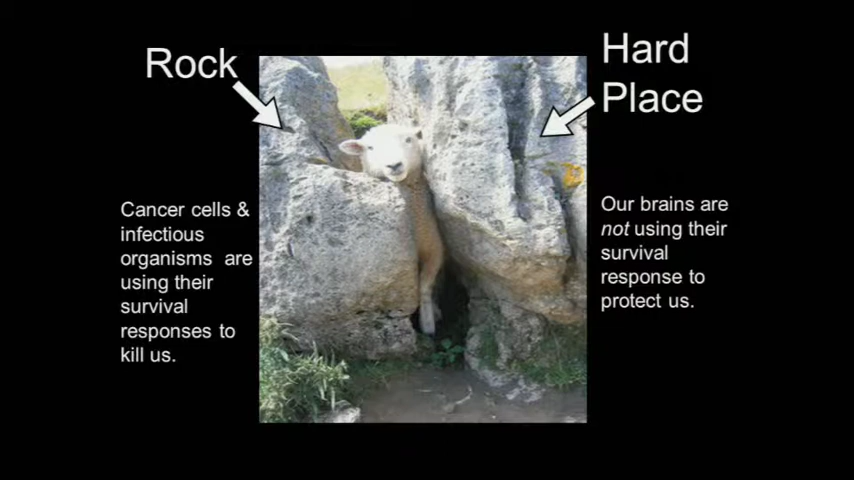 Rock
Hard
Place
Cancer cells &
infectious
organisms are
using their
survival
responses to
kill us.
Our brains are
not using their
survival
response to
protect us.